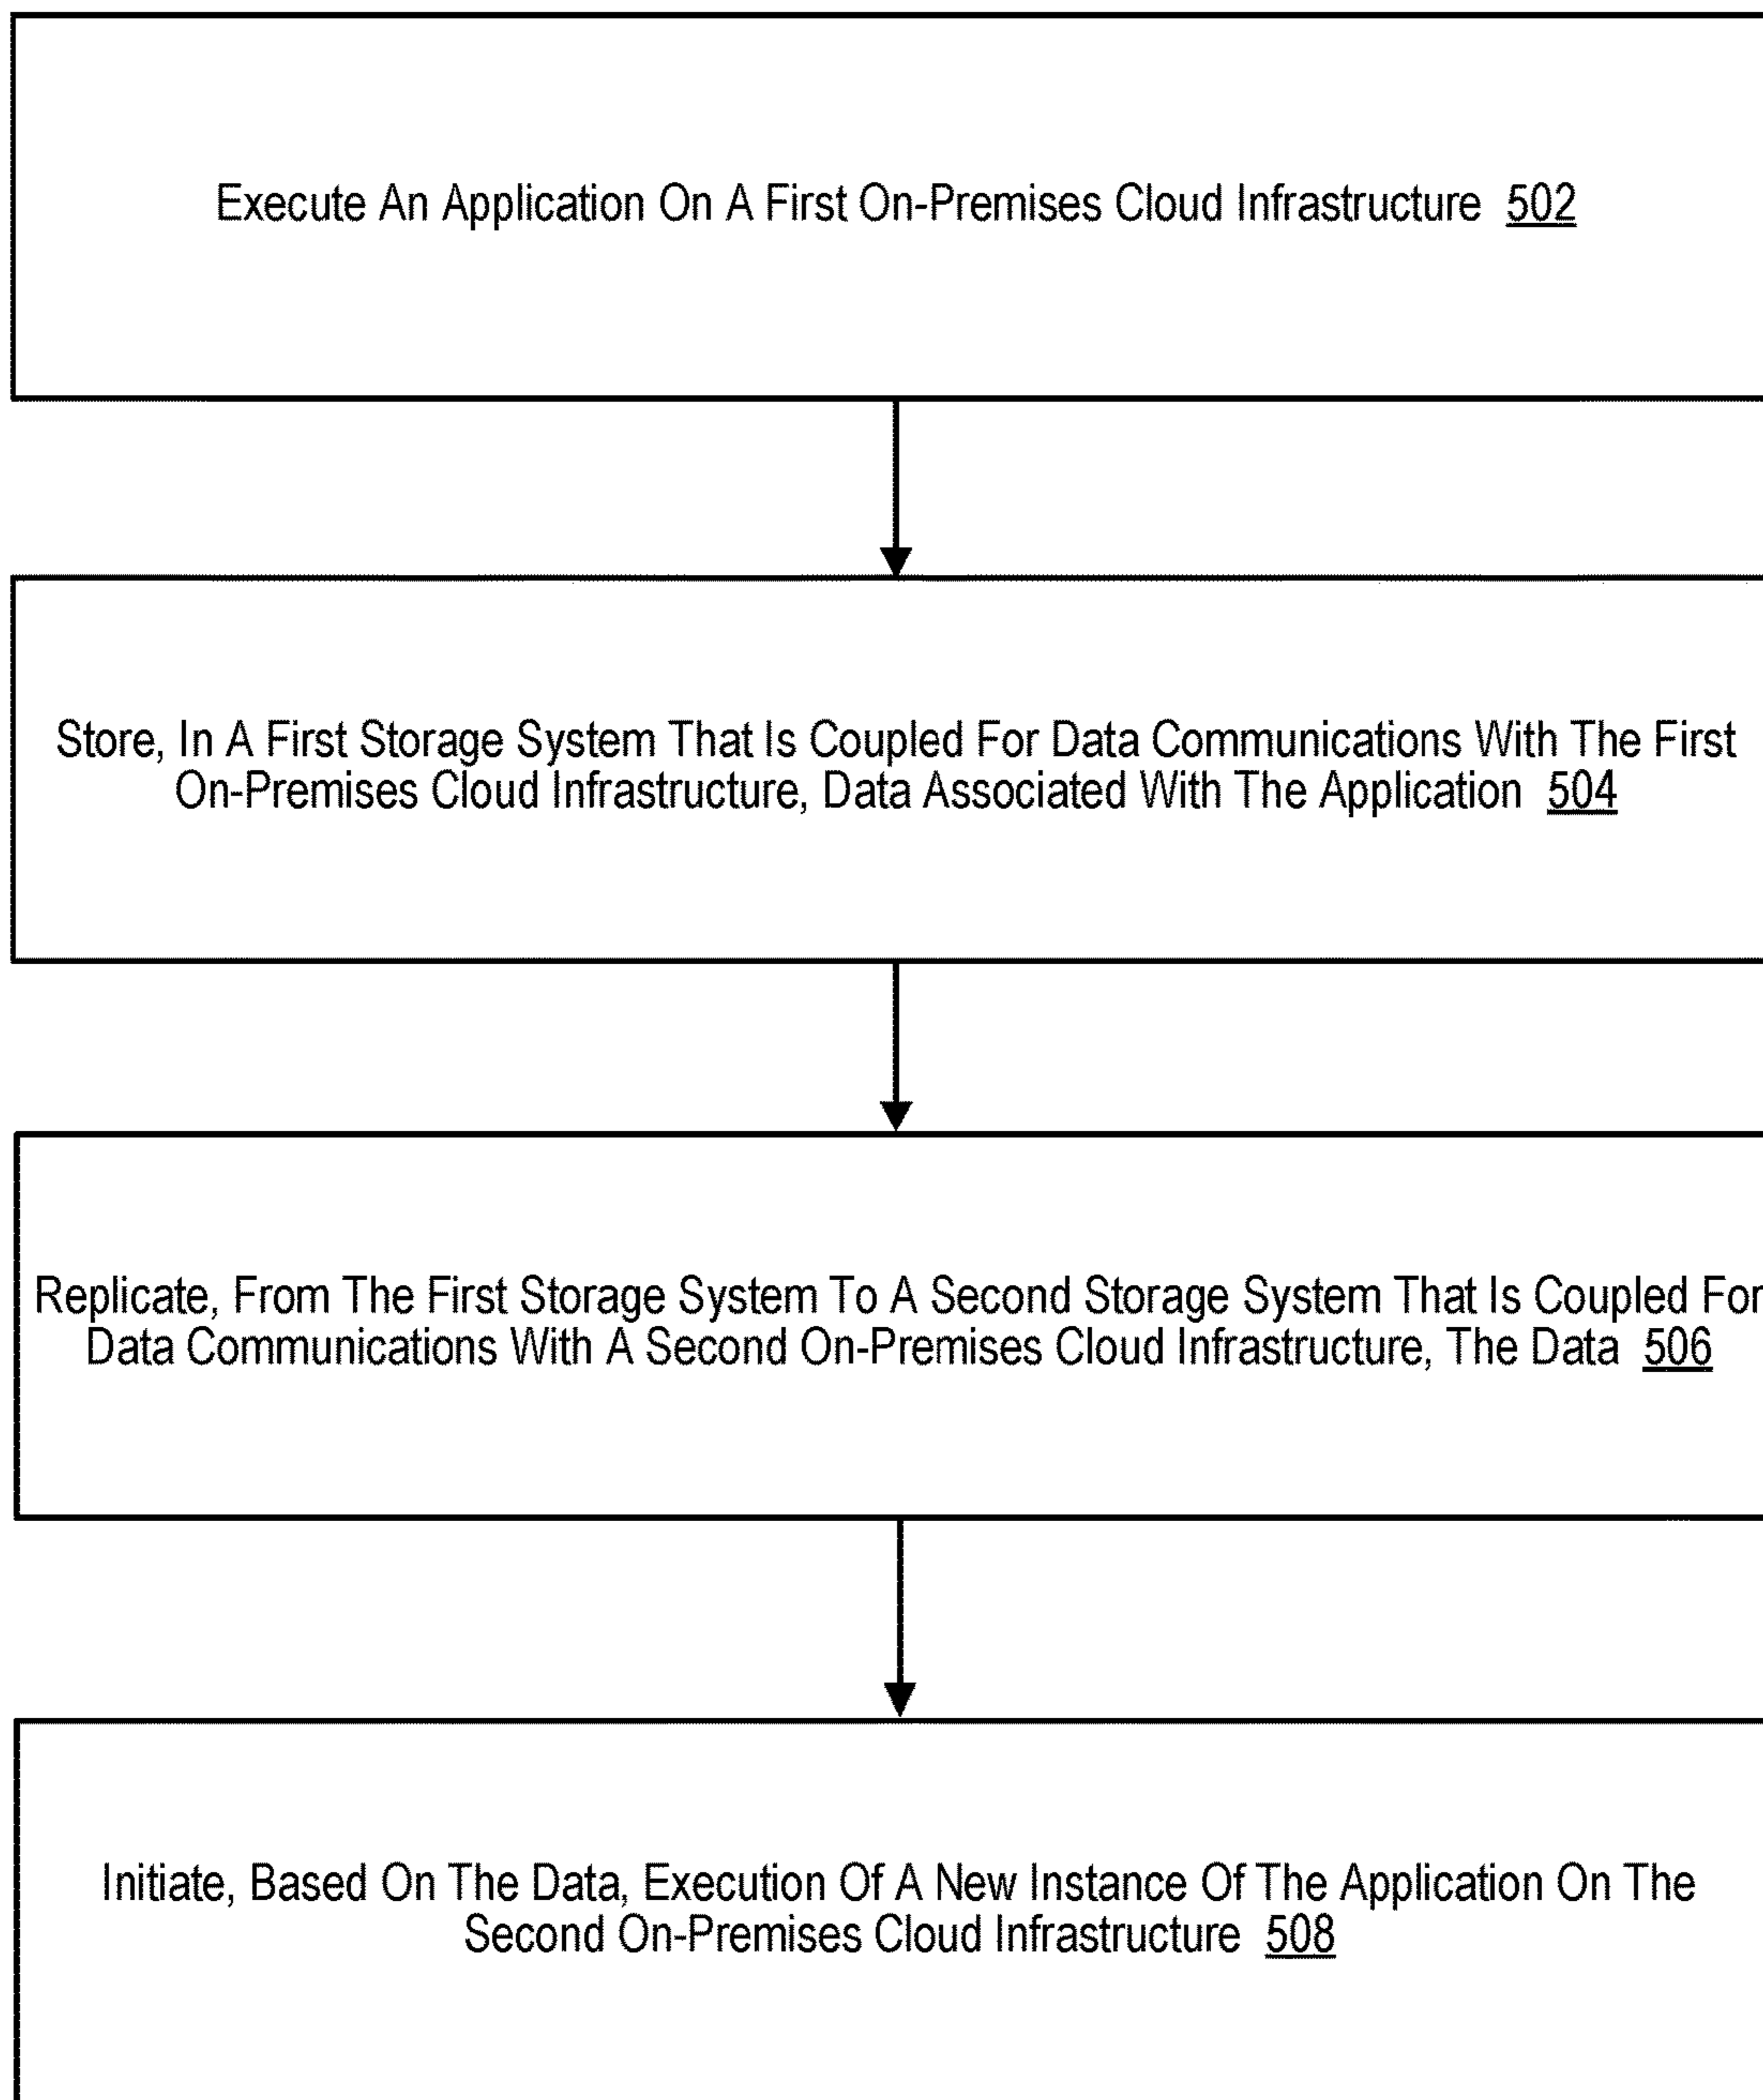 Execute An Application On A First On-Premises Cloud Infrastructure 502
Store, In A First Storage System That Is Coupled For Data Communications With The First
On-Premises Cloud Infrastructure, Data Associated With The Application 504
Replicate, From The First Storage System To A Second Storage System That Is Coupled For
Data Communications With A Second On-Premises Cloud Infrastructure, The Data 506
Initiate, Based On The Data, Execution Of A New Instance Of The Application On The
Second On-Premises Cloud Infrastructure 508